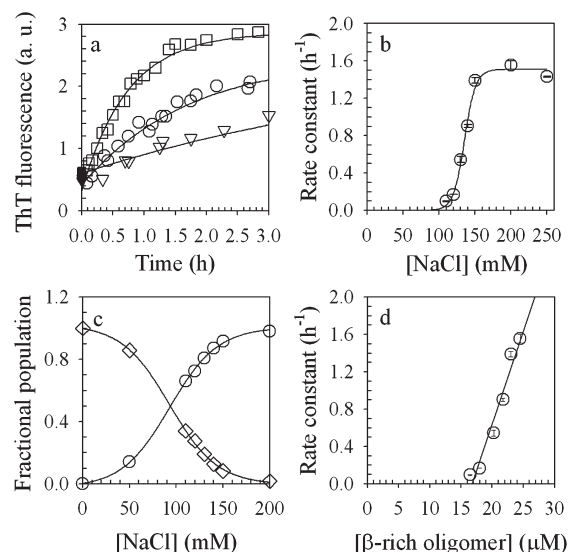 a
ThT fluorescence (a. u.)
3
2
1
0
0.0 0.5 1.0 1.5 2.0 2.5 3.0
Time (h)
b
Rate constant (h-1)
2.0
1.6
1.2
0.8
0.4
0.0
0 50 100 150 200 250
[NaCl] (mM)
c
Fractional population
1.2
0.8
0.4
0.0
0 50 100 150 200
[NaCl] (mM)
d
Rate constant (h-1)
2.0
1.6
1.2
0.8
0.4
0.0
0 5 10 15 20 25 30
[β-rich oligomer] (μM)